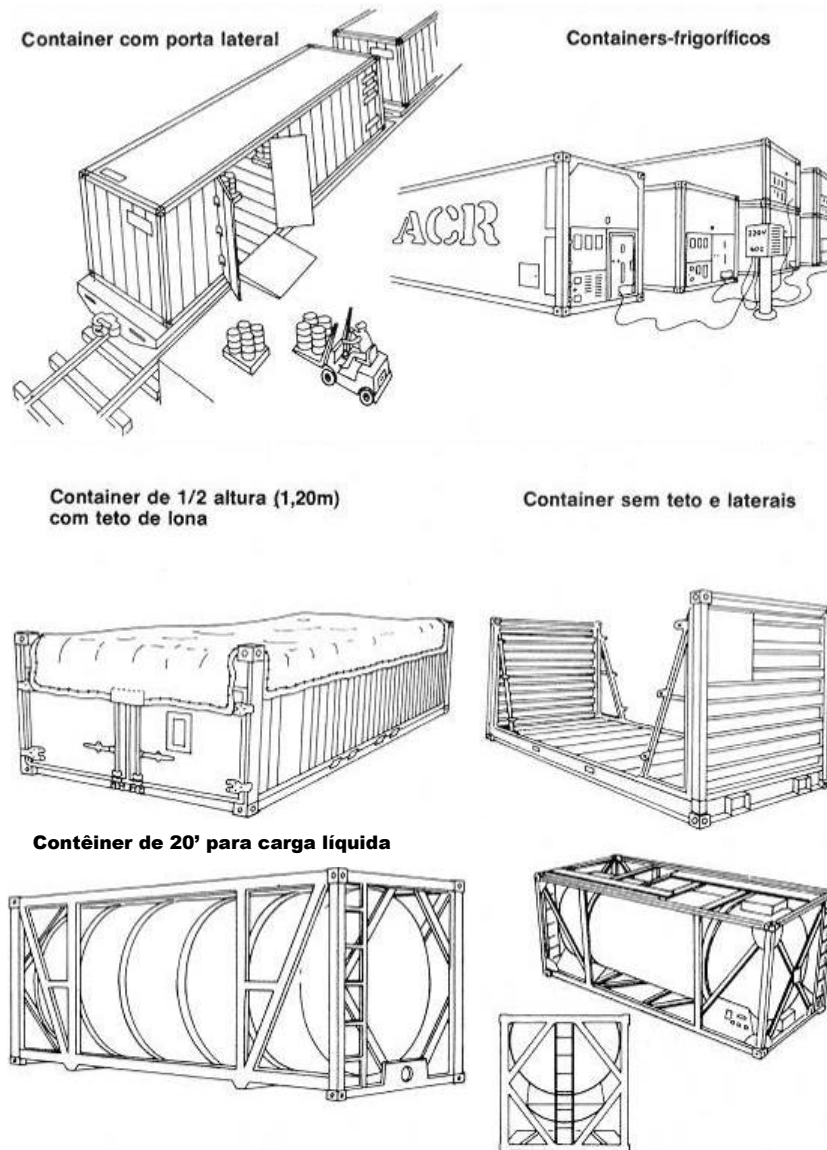 Container com porta lateral
Containers-frigoríficos
ACR
220V
60C
Container de 1/2 altura (1,20m)
com teto de lona
Container sem teto e laterais
Contêiner de 20’ para carga líquida